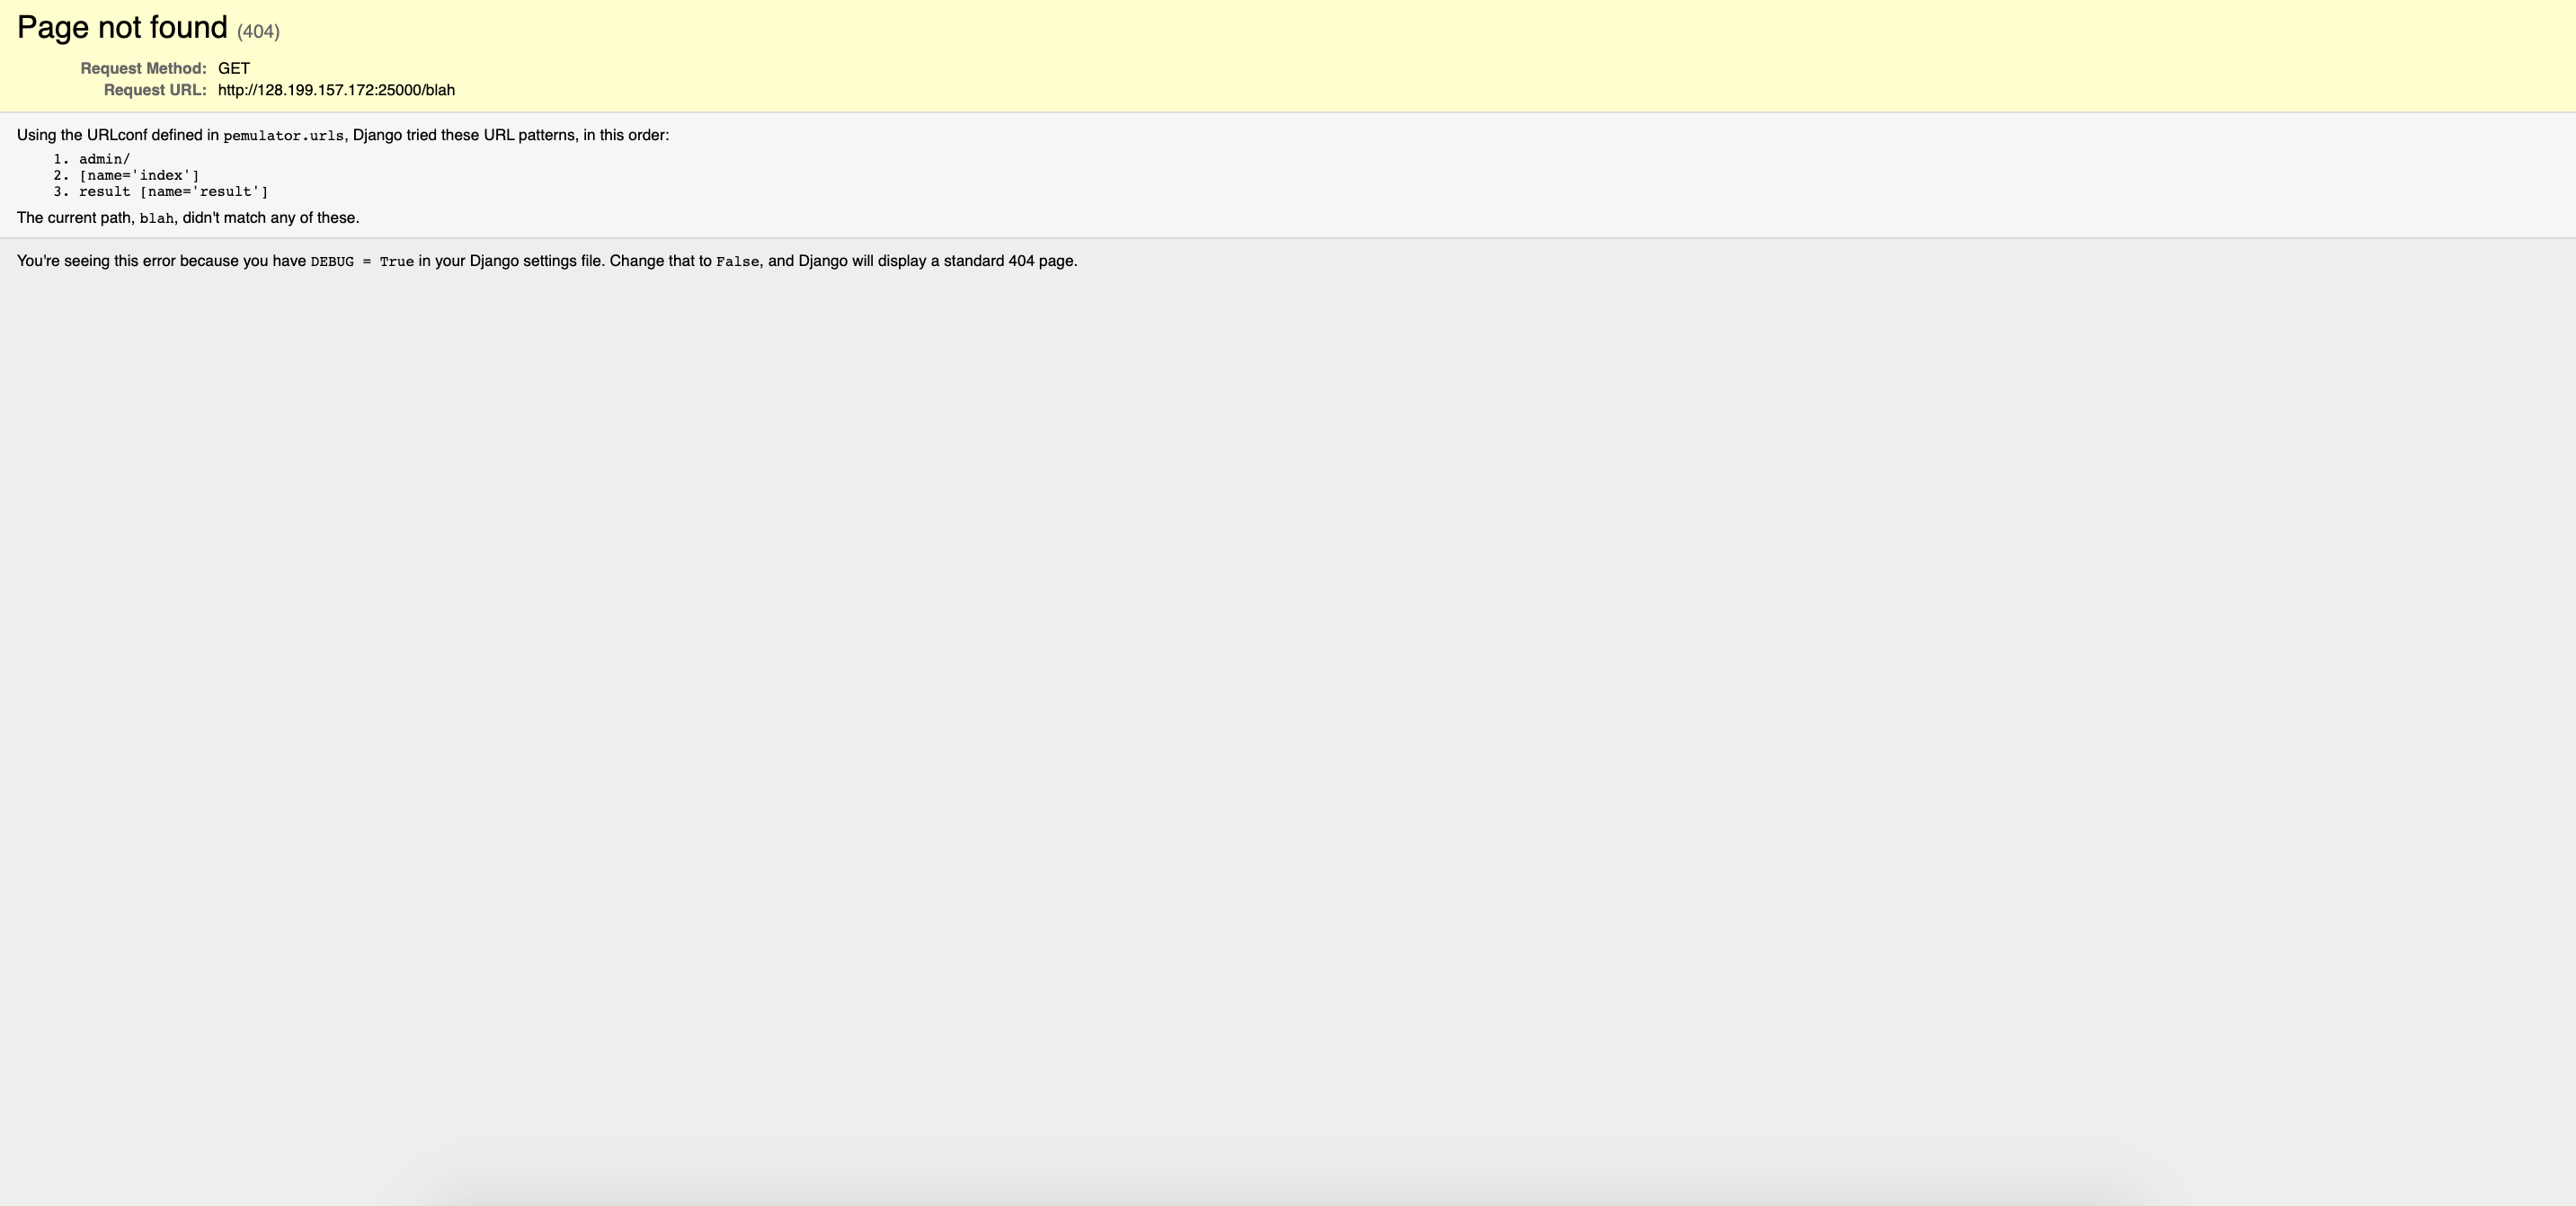 Page not found (404)
Request Method: GET
Request URL: http://128.199.157.172:25000/blah
Using the URLconf defined in pemulator.urls, Django tried these URL patterns, in this order:
1. admin/
2. [name='index']
3. result [name='result']
The current path, blah, didn't match any of these.
You're seeing this error because you have DEBUG = True in your Django settings file. Change that to False, and Django will display a standard 404 page.